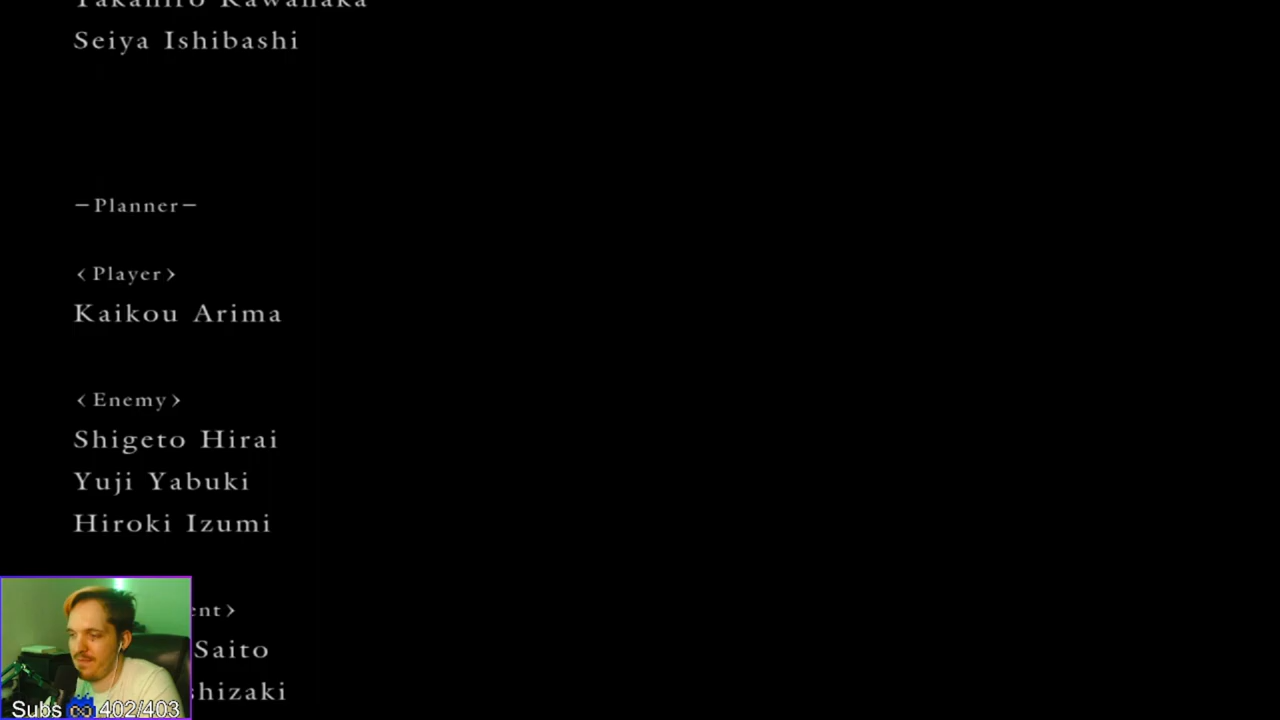 Seiya Ishibashi
-Planner-
<Player>
Kaikou Arima
<Enemy>
Shigeto Hirai
Yuji Yabuki
Hiroki Izumi
Saito
Subs 402/403